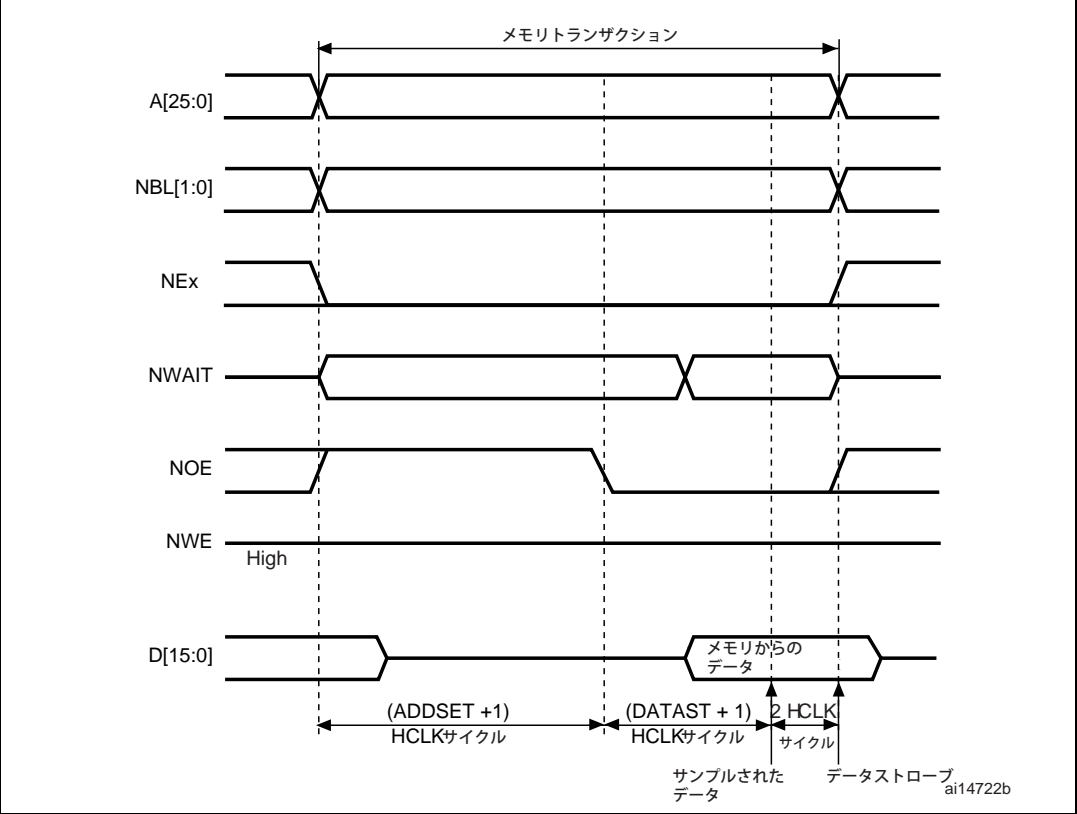 メモリトランザクション
A[25:0]
NBL[1:0]
NEx
NWAIT
NOE
NWE
High
D[15:0]
メモリからの
データ
(ADDSET +1)
HCLKサイクル
(DATAST + 1)
HCLKサイクル
2 HCLK
サイクル
サンプルされた
データ
データストローブ
ai14722b